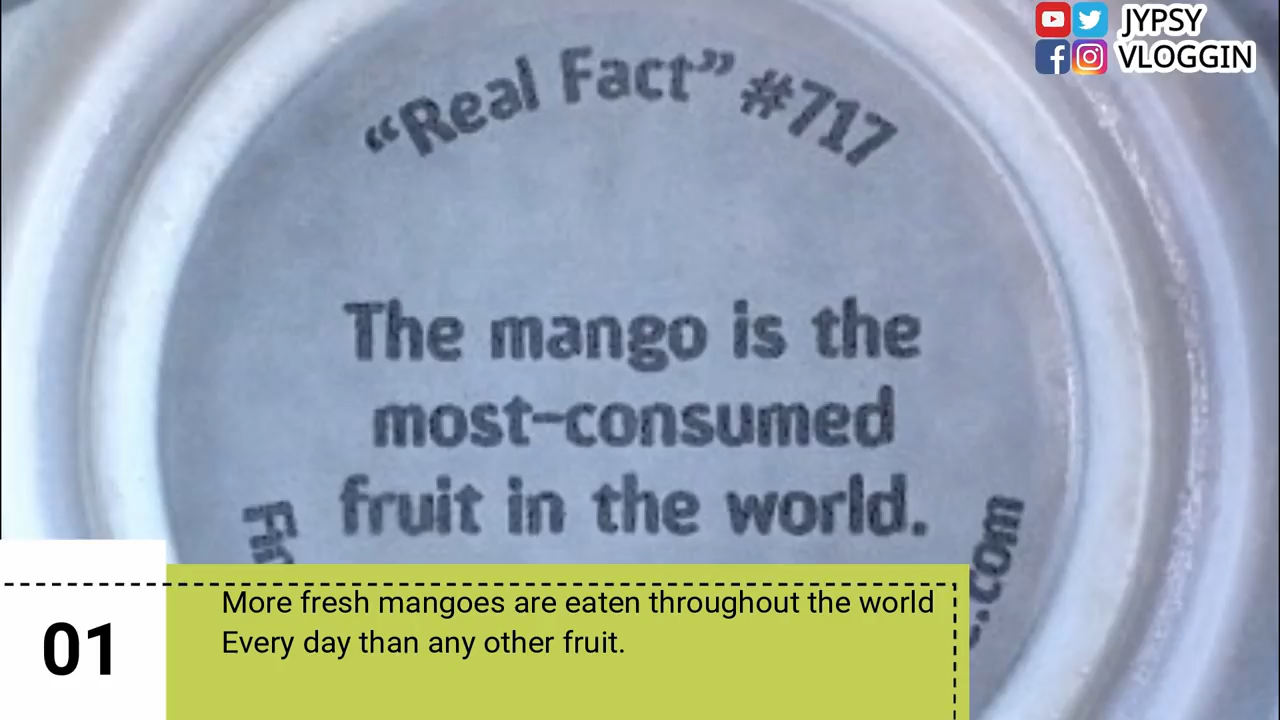 JYPSY
VLOGGIN
“Real Fact” #717
The mango is the
most-consumed
fruit in the world.
.com
01
More fresh mangoes are eaten throughout the world
Every day than any other fruit.